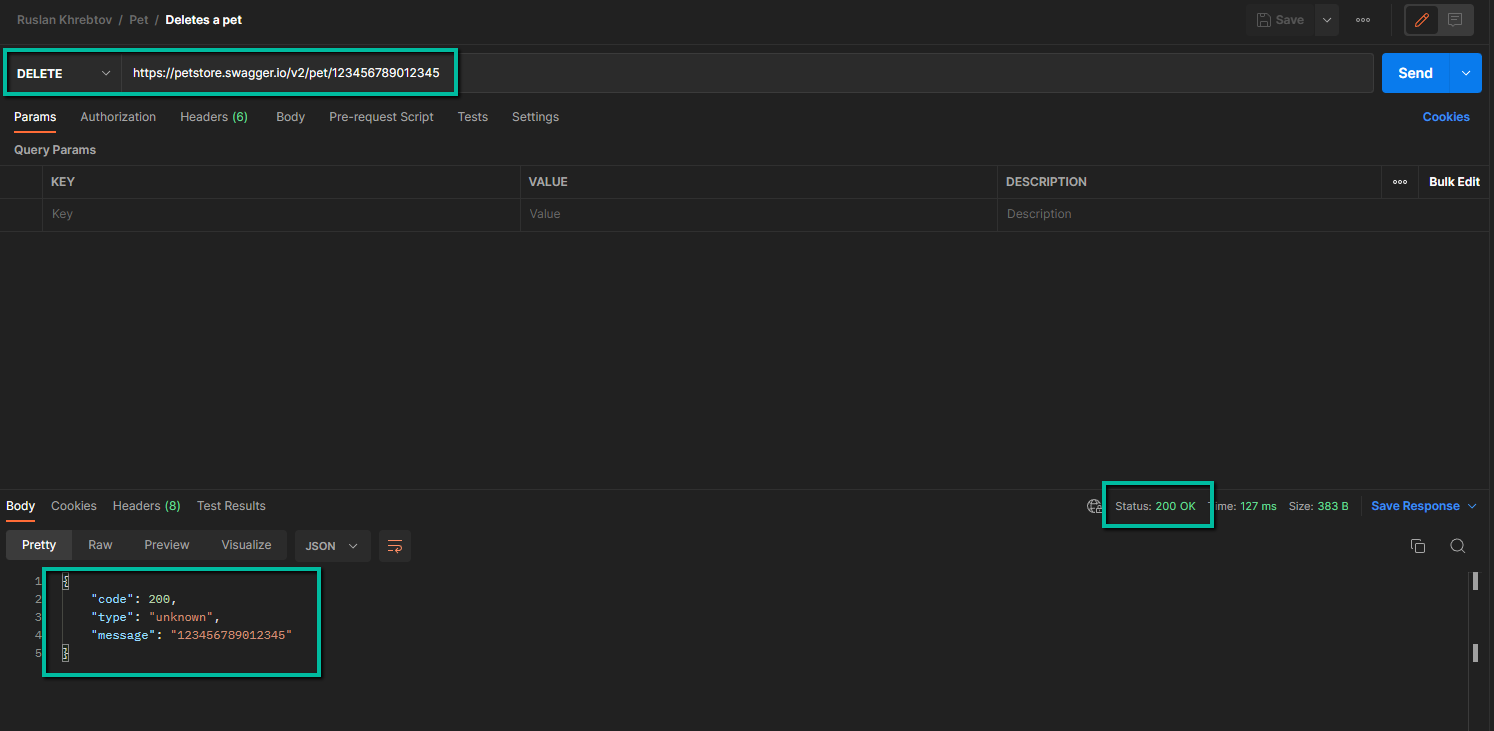 Ruslan Khrebtov / Pet / Deletes a pet
Save
DELETE https://petstore.swagger.io/v2/pet/123456789012345 Send
Params Authorization Headers (6) Body Pre-request Script Tests Settings Cookies
Query Params
KEY VALUE DESCRIPTION Bulk Edit
Key Value Description
Body Cookies Headers (8) Test Results Status: 200 OK Time: 127 ms Size: 383 B Save Response
Pretty Raw Preview Visualize JSON
1 {
2 "code": 200,
3 "type": "unknown",
4 "message": "123456789012345"
5 }